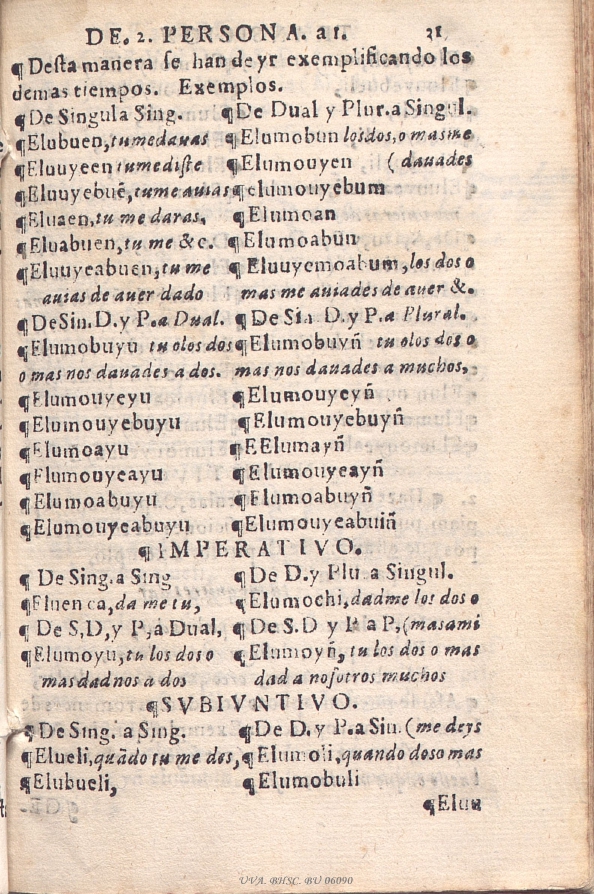 DE. 2. PERSONA. a 1. 21
¶ Desta manera se han de yr exemplificando los
demas tiempos. Exemplos.
¶ De Singula Sing. ¶ De Dual y Plur. a Singul.
¶ Elubuen, tu me dauas ¶ Elumobun los dos, o mas me
¶ Eluuyeen tu me diste ¶ Elumouyen ( dauades
¶ Eluuyebuē, tu me auias ¶ elumouyebum
¶ Eluaen, tu me daras, ¶ Elumoan
¶ Eluabuen, tu me &c. ¶ Elumoabun
¶ Eluuyeabuen, tu me ¶ Eluuyemoabum, los dos o
auias de auer dado mas me auiades de auer &.
¶ De Sin. D. y P. a Dual. ¶ De Sin D. y P. a Plural.
¶ Elumobuyu tu o los dos ¶ Elumobuyñ tu o los dos o
o mas nos dauades a dos. mas nos dauades a muchos,
¶ Elumouyeyu ¶ Elumouyeyñ
¶ Elumouyebuyu ¶ Elumouyebuyñ
¶ Elumoayu ¶ EElumayñ
¶ Elumouyeayu ¶ Elumouyeayñ
¶ Elumoabuyu ¶ Elumoabuyñ
¶ Elumouyeabuyu ¶ Elumouyeabuiñ
¶ IMPERATIVO.
¶ De Sing. a Sing ¶ De D. y Plu a Singul.
¶ Eluen ca, da me tu, ¶ Elumochi, dadme los dos o
¶ De S, D, y P, a Dual, ¶ De S. D y P a P, (mas a mi
¶ Elumoyu, tu los dos o ¶ Elumoyñ, tu los dos o mas
mas dadnos a dos dad a nosotros muchos
¶ SVBIVNTIVO.
¶ De Sing. a Sing. ¶ De D. y P. a Sin. (me deys
¶ Elueli, quādo tu me des, ¶ Elumoli, quando dos o mas
¶ Elubueli, ¶ Elumobuli
¶ Elua
UVA. BHSC. BU 06090